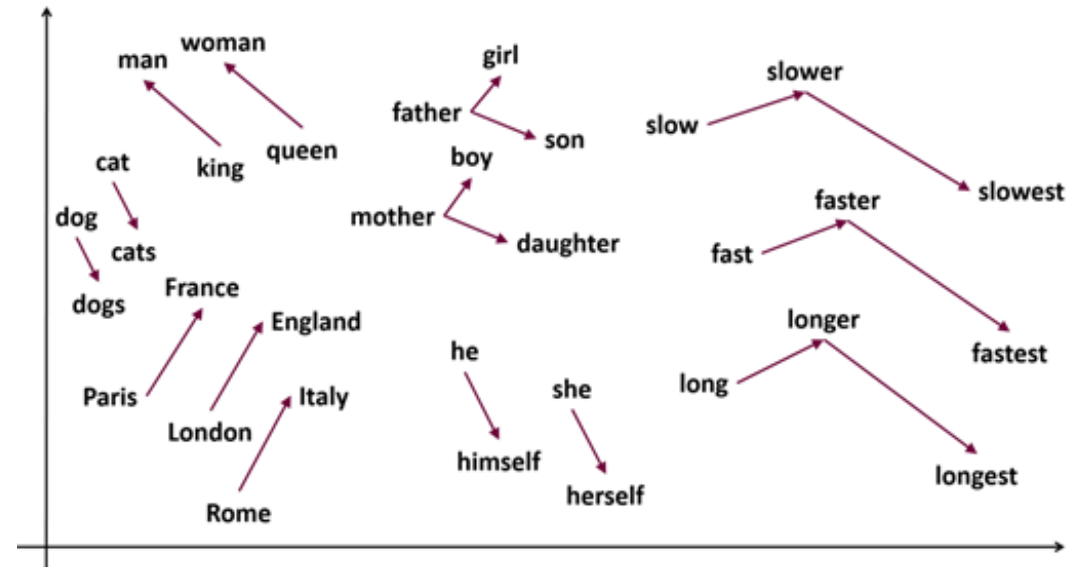 woman
man
king
queen
cat
cats
dog
dogs
France
Paris
England
London
Italy
Rome
girl
father
son
boy
mother
daughter
he
himself
she
herself
slower
slow
slowest
faster
fast
fastest
longer
long
longest